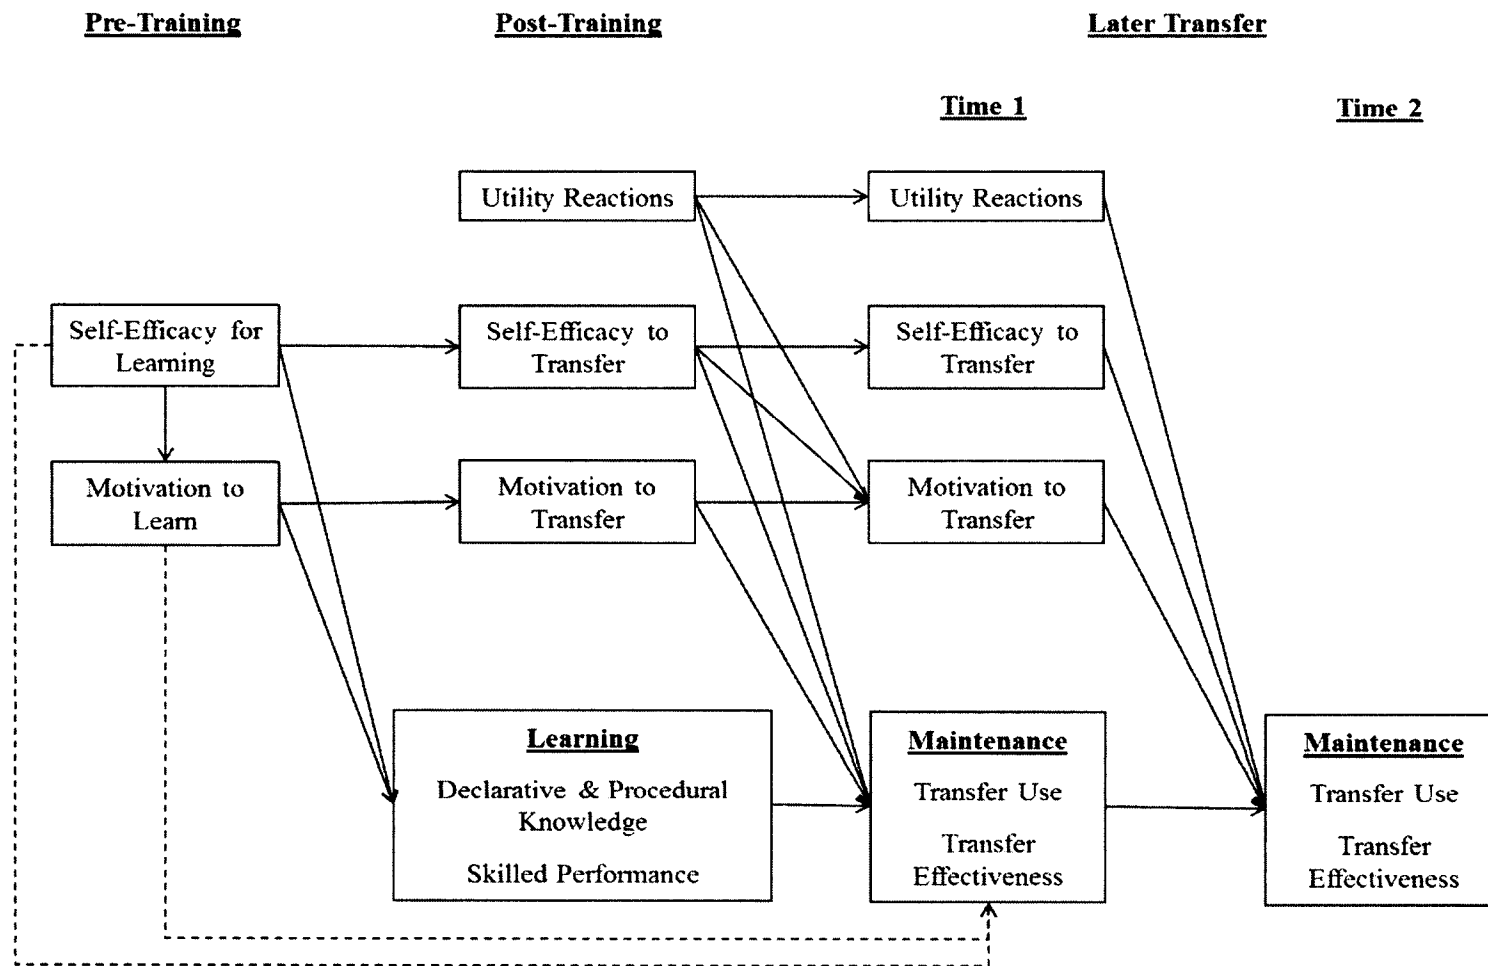 Pre-Training
Post-Training
Later Transfer
Time 1
Time 2
Utility Reactions
Utility Reactions
Self-Efficacy for
Learning
Self-Efficacy to
Transfer
Self-Efficacy to
Transfer
Motivation to
Learn
Motivation to
Transfer
Motivation to
Transfer
Learning
Declarative & Procedural
Knowledge
Skilled Performance
Maintenance
Transfer Use
Transfer
Effectiveness
Maintenance
Transfer Use
Transfer
Effectiveness